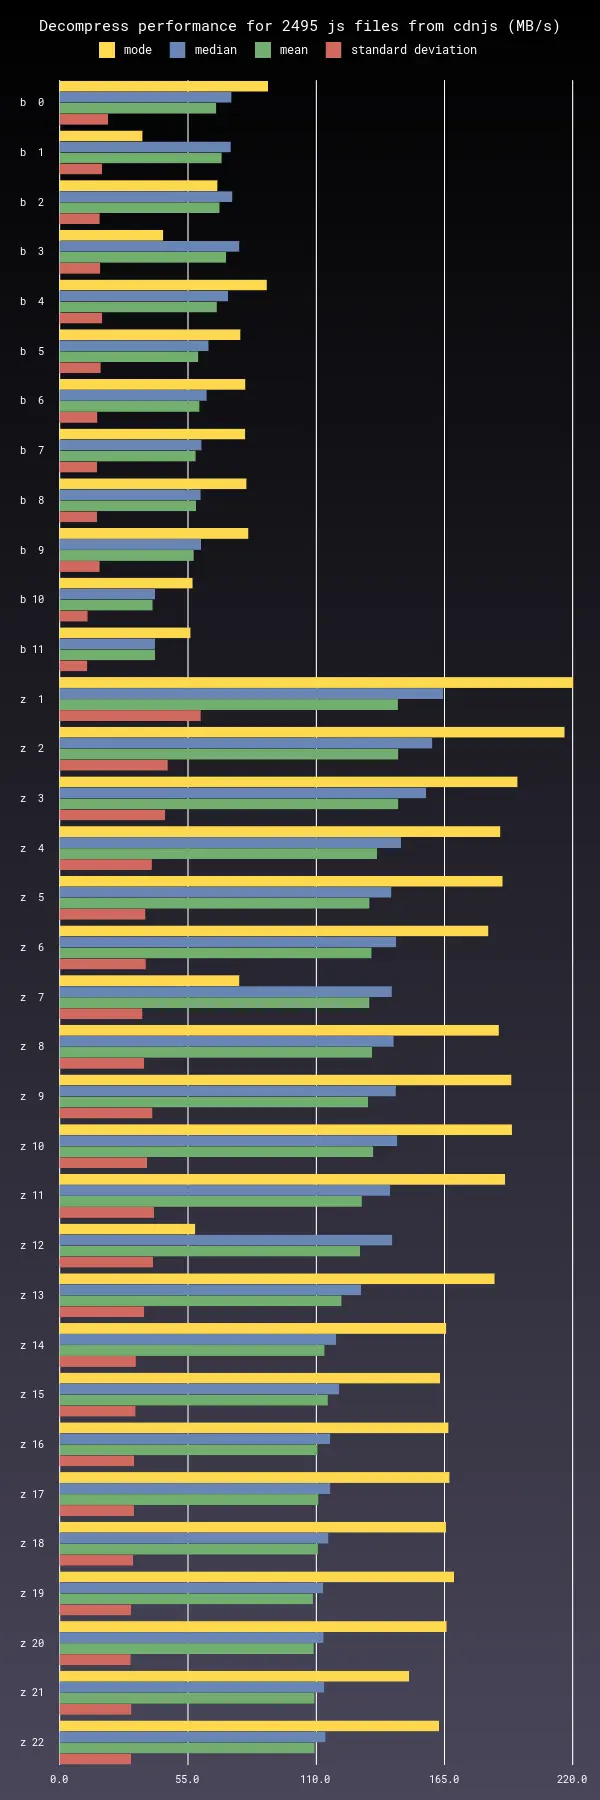 Decompress performance for 2495 js files from cdnjs (MB/s)
mode median mean standard deviation
b 0
b 1
b 2
b 3
b 4
b 5
b 6
b 7
b 8
b 9
b 10
b 11
z 1
z 2
z 3
z 4
z 5
z 6
z 7
z 8
z 9
z 10
z 11
z 12
z 13
z 14
z 15
z 16
z 17
z 18
z 19
z 20
z 21
z 22
0.0 55.0 110.0 165.0 220.0